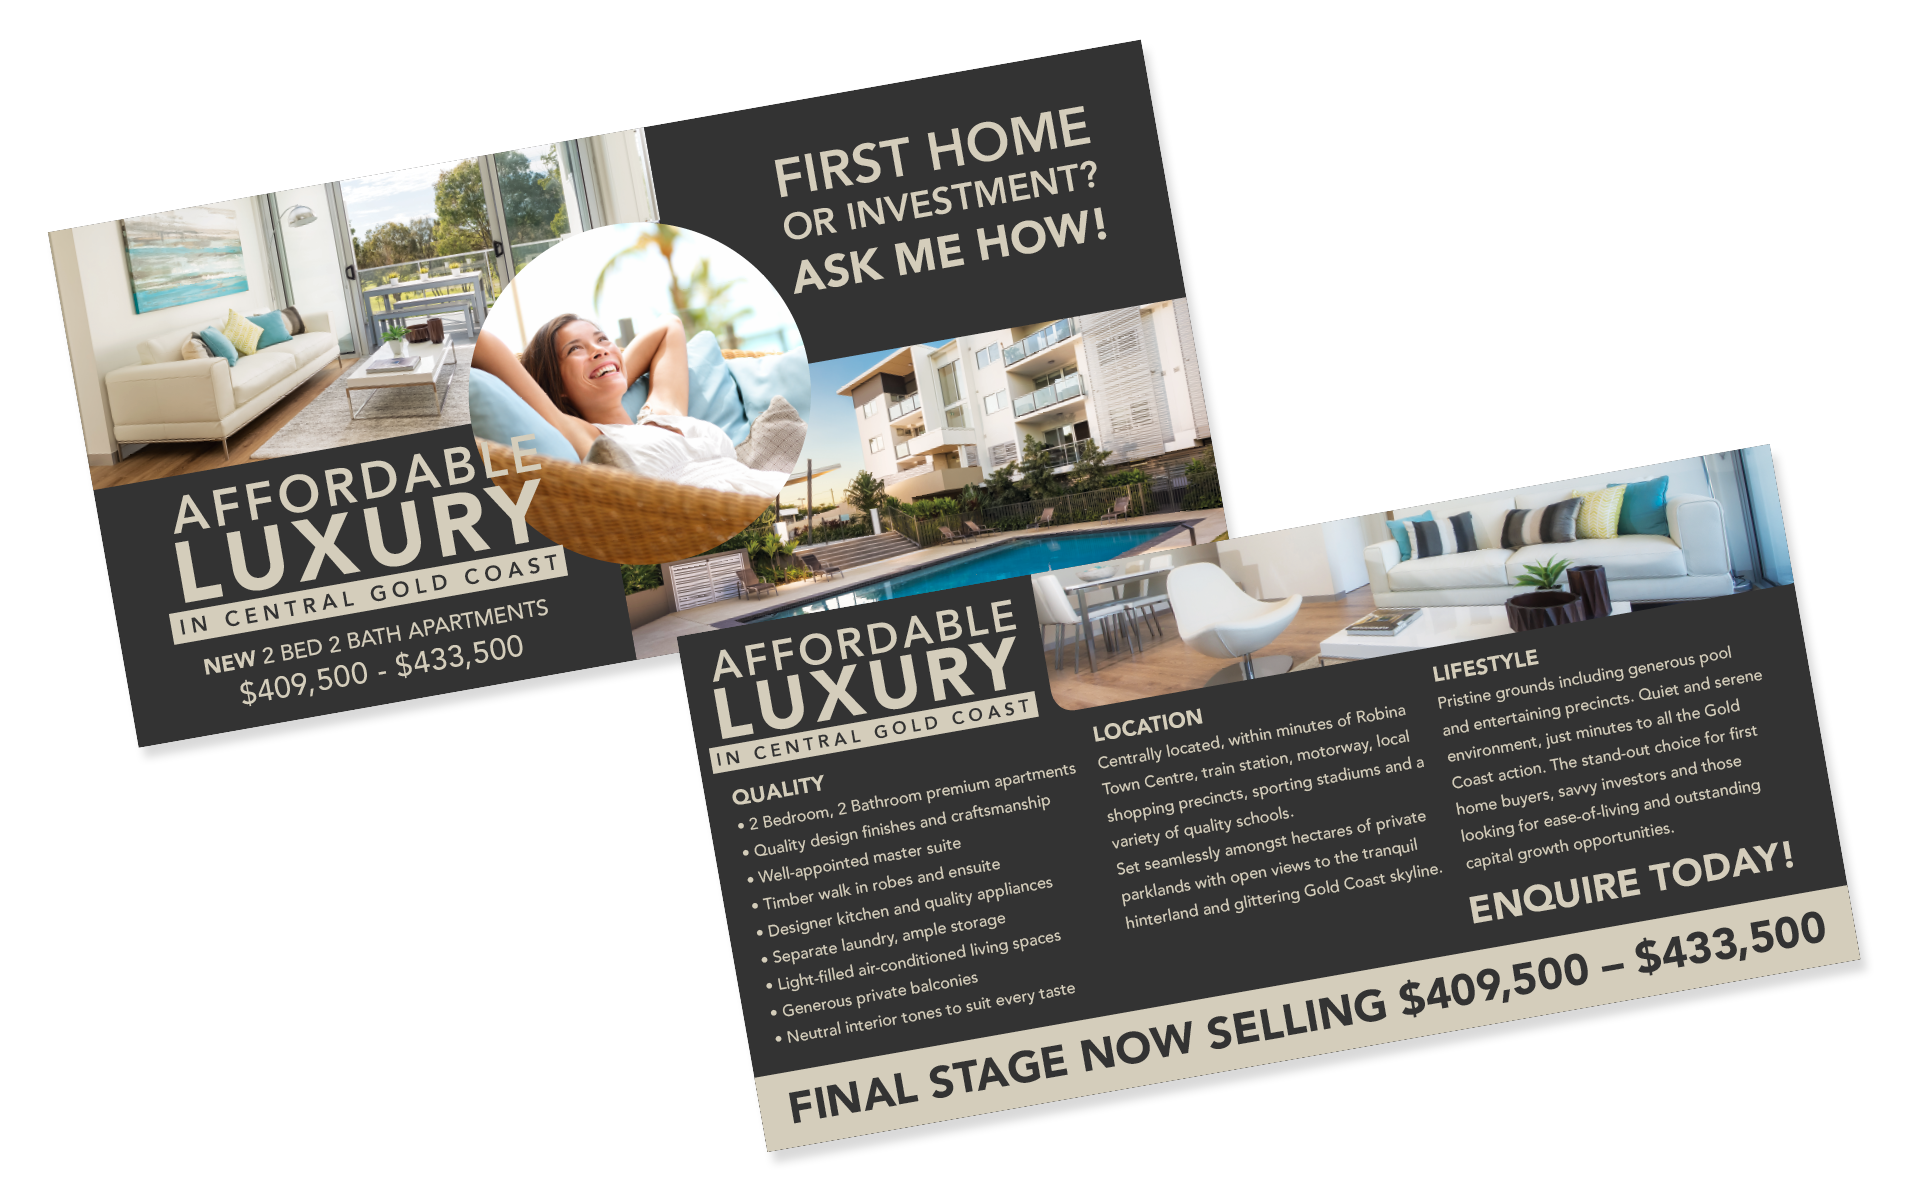 FIRST HOME
OR INVESTMENT?
ASK ME HOW!
AFFORDABLE
LUXURY
IN CENTRAL GOLD COAST
NEW 2 BED 2 BATH APARTMENTS
$409,500 - $433,500
AFFORDABLE
LUXURY
IN CENTRAL GOLD COAST
QUALITY
• 2 Bedroom, 2 Bathroom premium apartments
• Quality design finishes and craftsmanship
• Well-appointed master suite
• Timber walk in robes and ensuite
• Designer kitchen and quality appliances
• Separate laundry, ample storage
• Light-filled air-conditioned living spaces
• Generous private balconies
• Neutral interior tones to suit every taste
LOCATION
Centrally located, within minutes of Robina
Town Centre, train station, motorway, local
shopping precincts, sporting stadiums and a
variety of quality schools.
Set seamlessly amongst hectares of private
parklands with open views to the tranquil
hinterland and glittering Gold Coast skyline.
LIFESTYLE
Pristine grounds including generous pool
and entertaining precincts. Quiet and serene
environment, just minutes to all the Gold
Coast action. The stand-out choice for first
home buyers, savvy investors and those
looking for ease-of-living and outstanding
capital growth opportunities.
ENQUIRE TODAY!
FINAL STAGE NOW SELLING $409,500 – $433,500